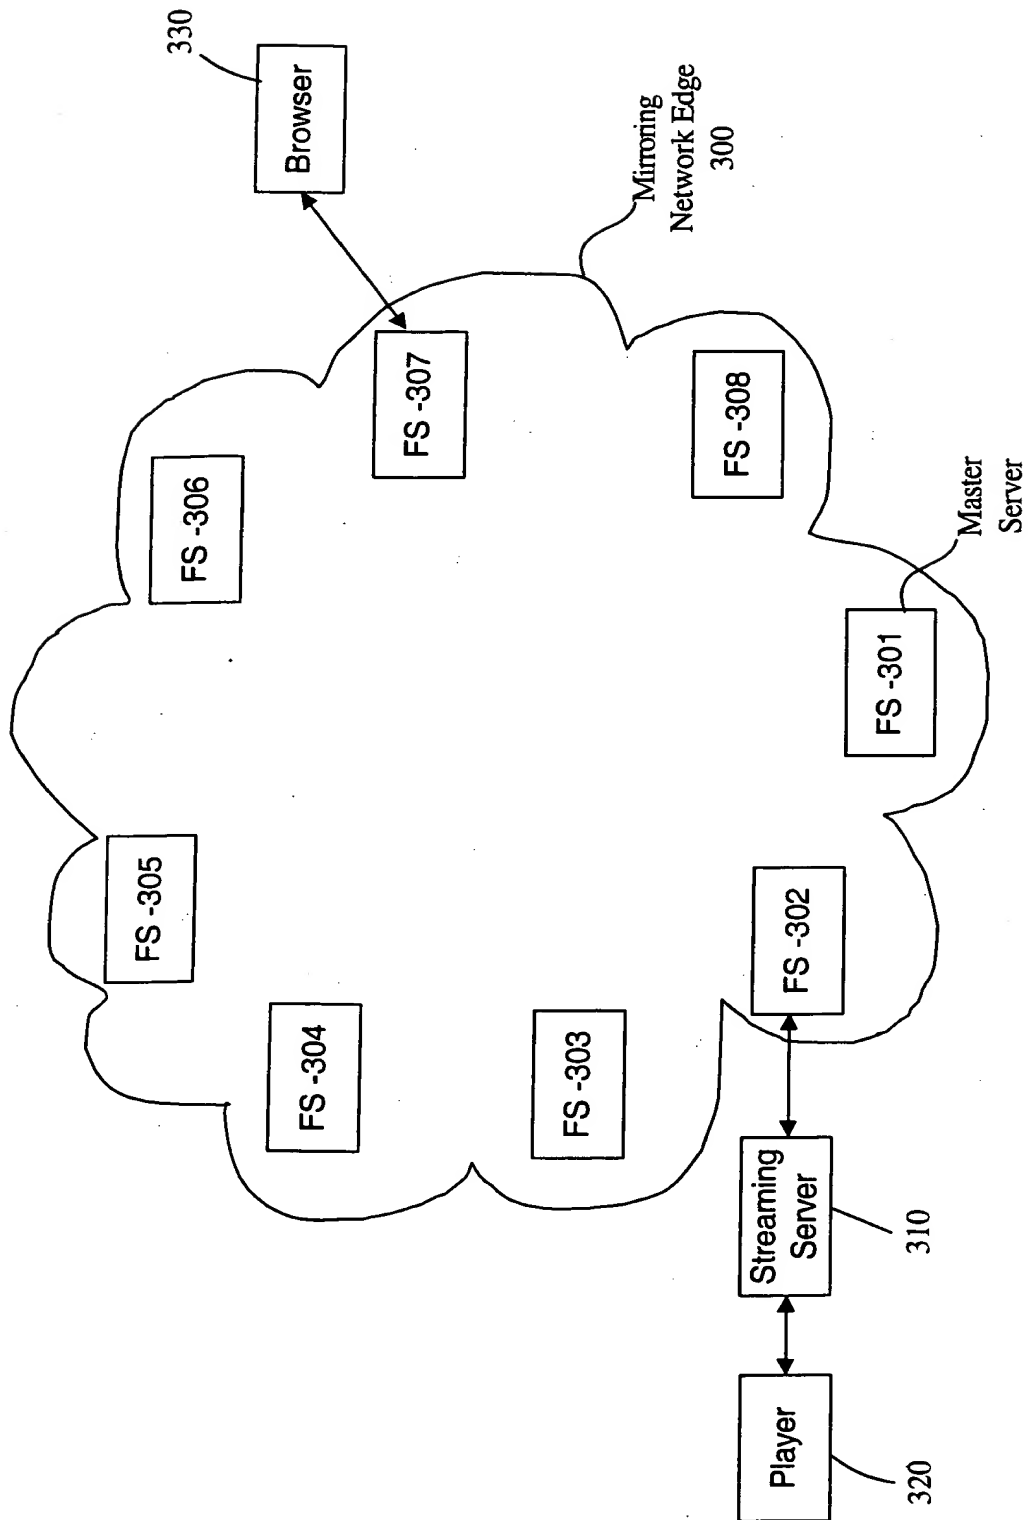 330
Browser
Mirroring
Network Edge
300
FS -306
FS -307
FS -308
Master
Server
FS -305
FS -301
FS -304
FS -303
FS -302
Streaming
Server
310
Player
320